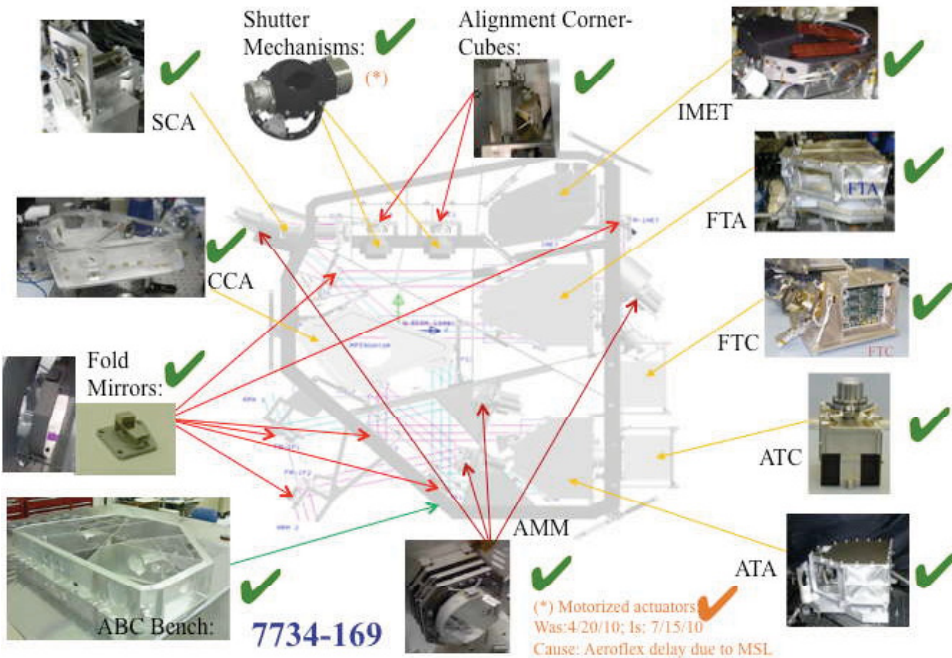 Shutter
Mechanisms:
(*)
Alignment Corner-
Cubes:
SCA
IMET
FTA
FTA
CCA
FTC
FTC
Fold
Mirrors:
ATC
AMM
ATA
ABC Bench:
7734-169
(*) Motorized actuators:
Was:4/20/10; Is: 7/15/10
Cause: Aeroflex delay due to MSL